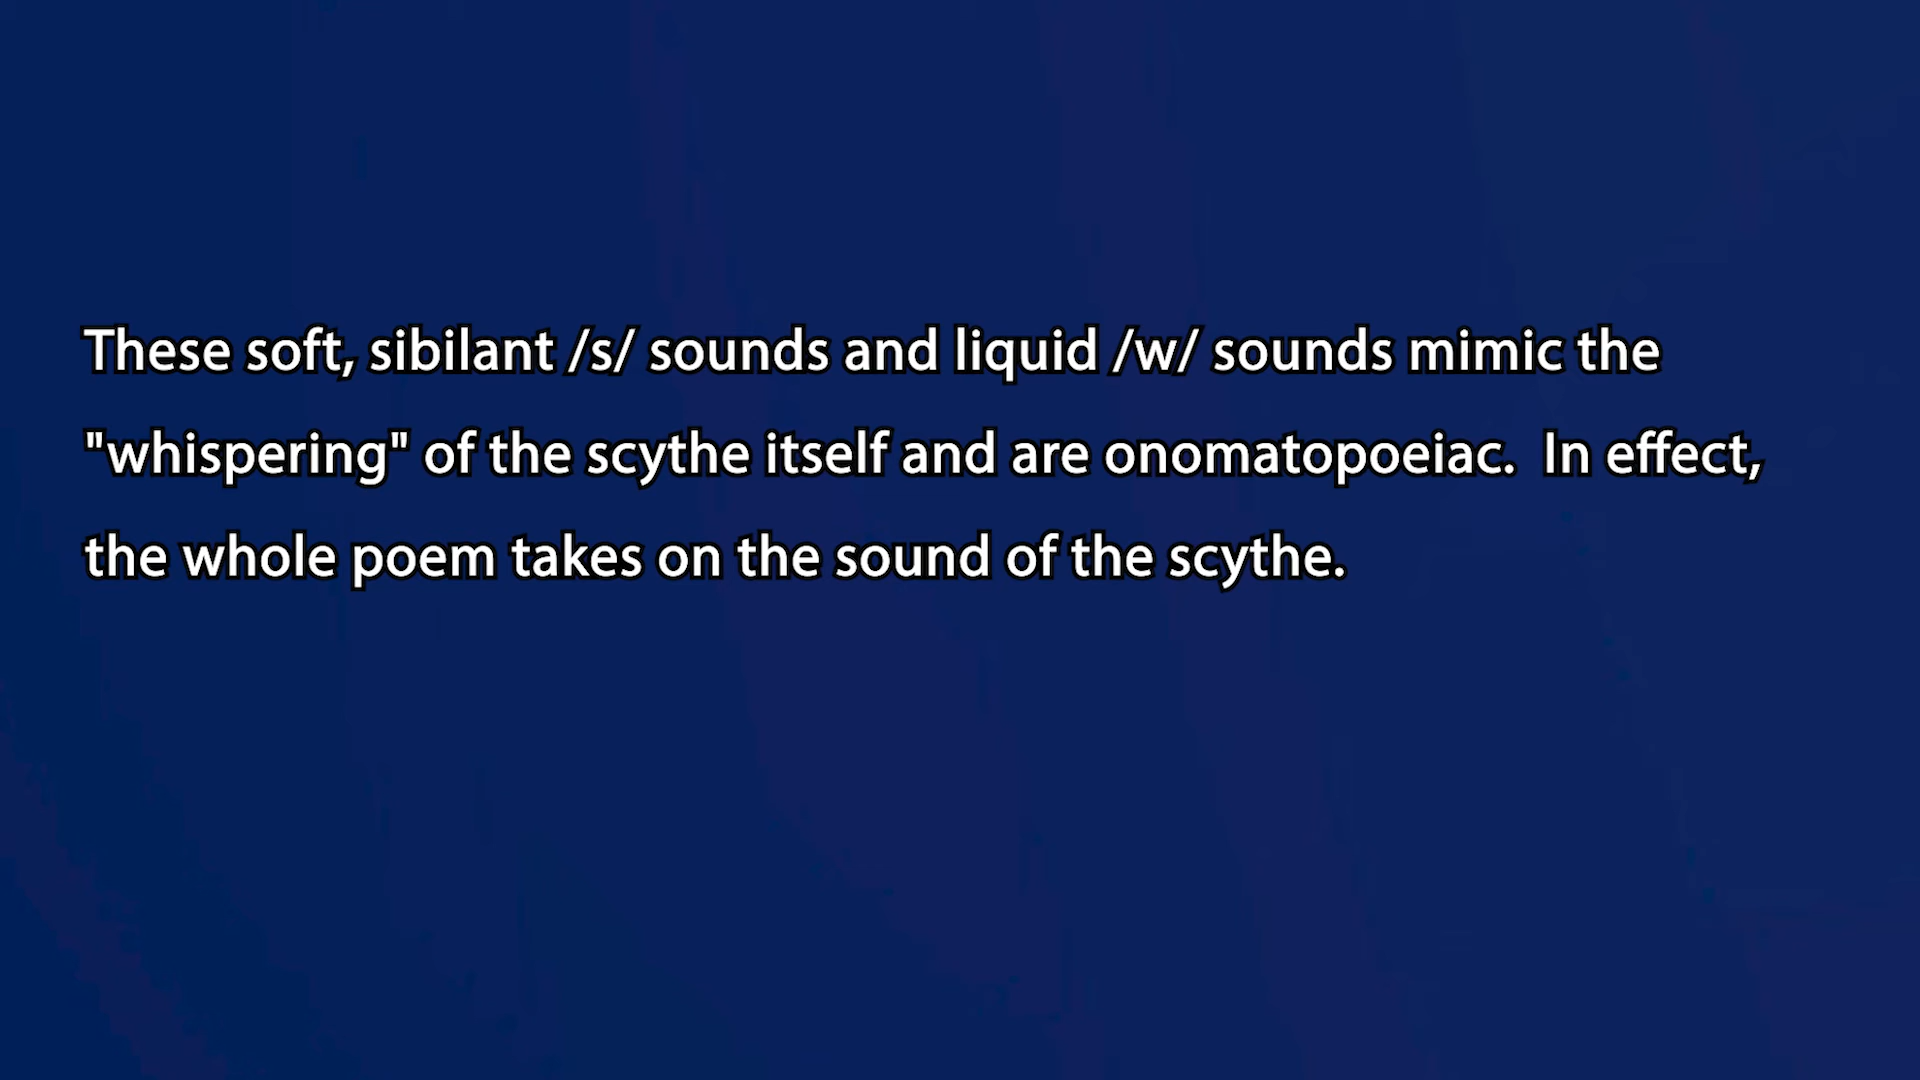 These soft, sibilant /s/ sounds and liquid /w/ sounds mimic the
"whispering" of the scythe itself and are onomatopoeiac.  In effect,
the whole poem takes on the sound of the scythe.